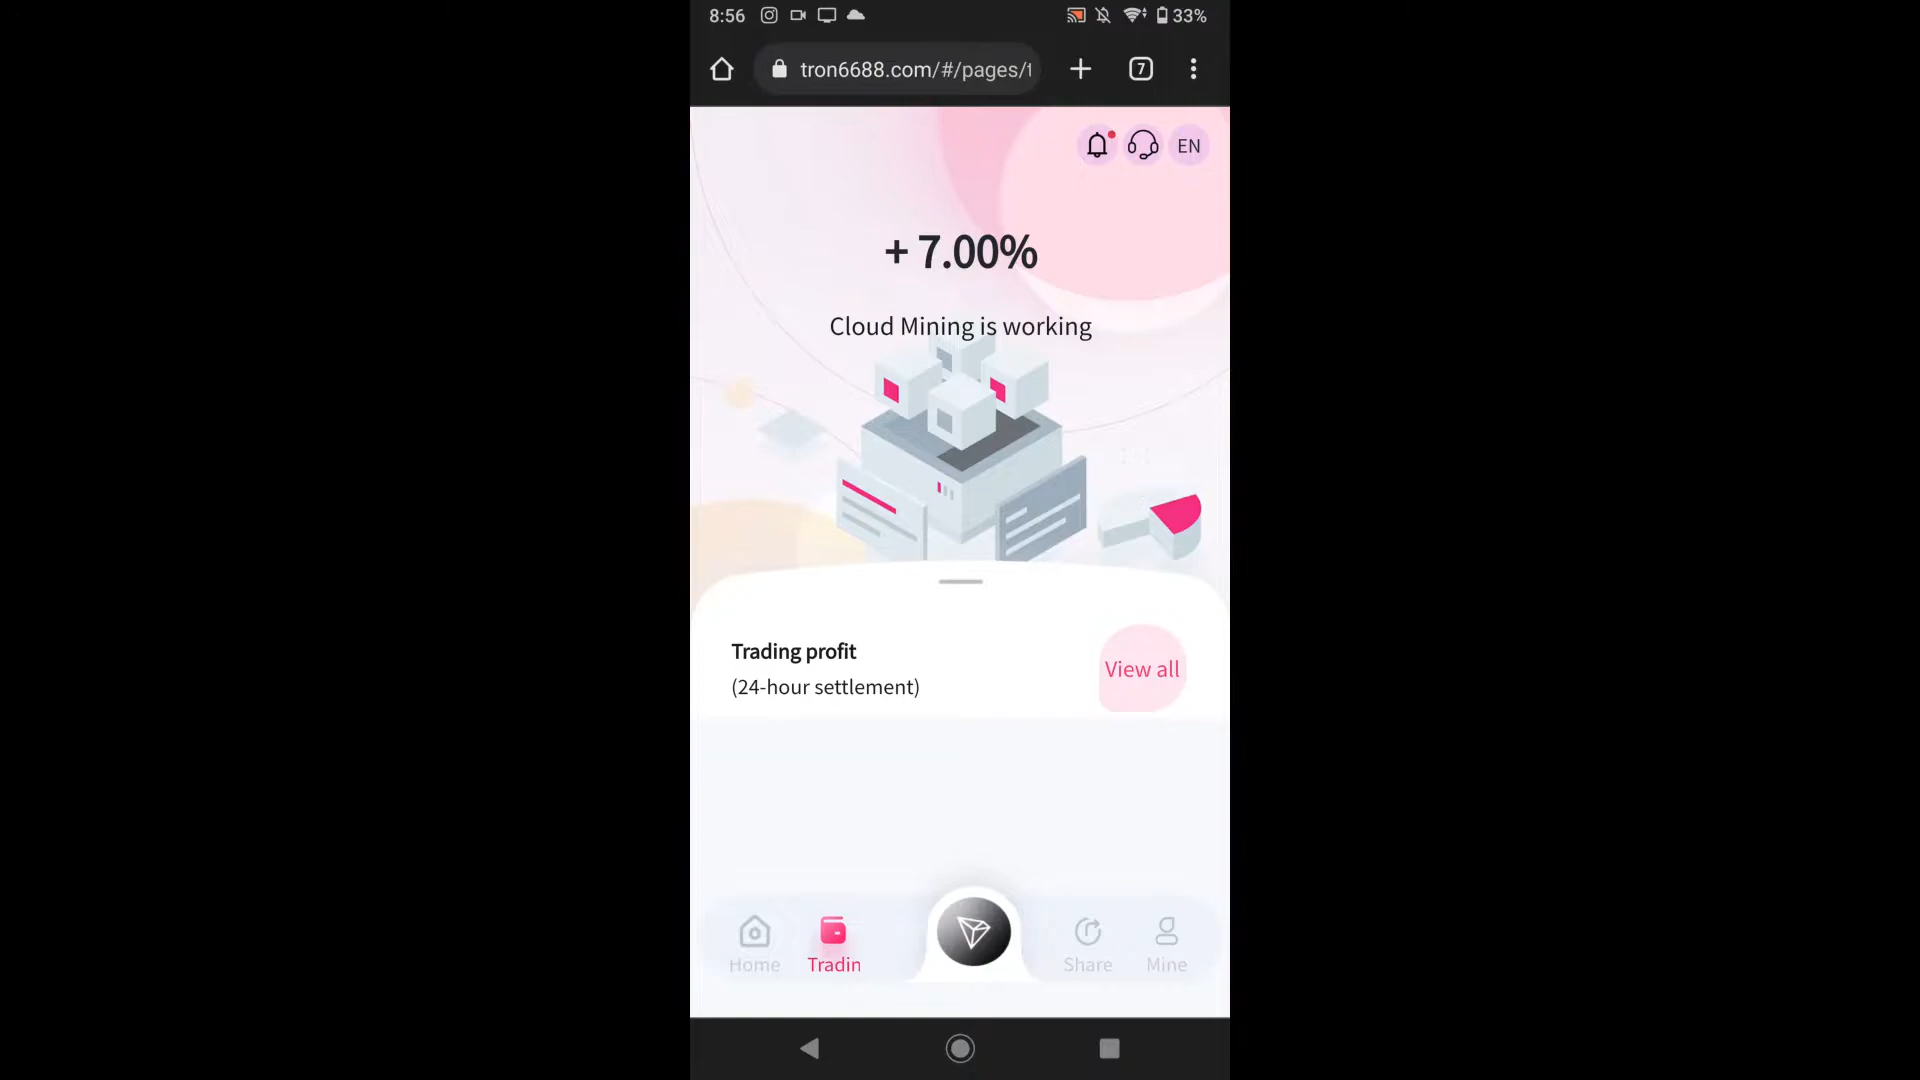 8:56
33%
tron6688.com/#/pages/t
7
EN
+ 7.00%
Cloud Mining is working
Trading profit
(24-hour settlement)
View all
Home
Tradin
Share
Mine